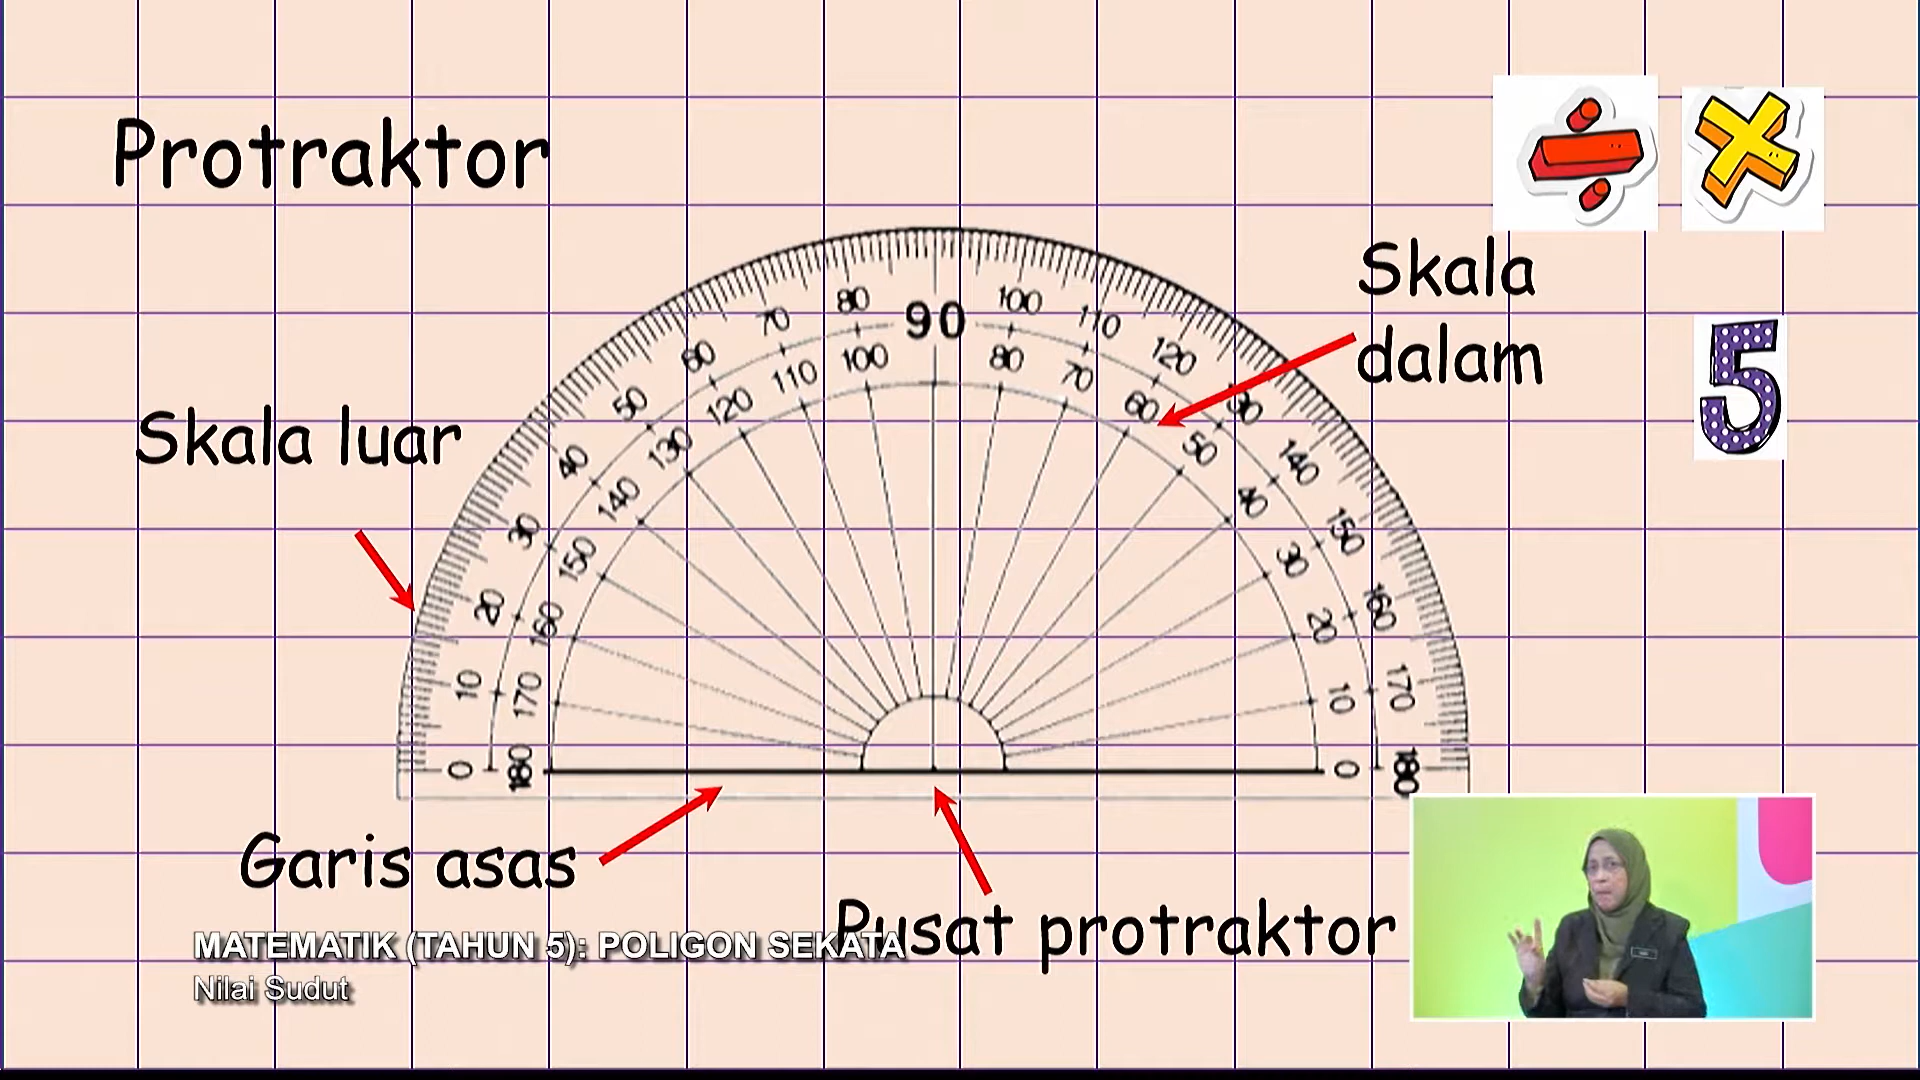 Protraktor
Skala
dalam
5
Skala luar
80 90 100
70 110
60 120
50 130
40 140
30 150
20 160
10 170
0 180
100 80
110 70
120 60
130 50
140 40
150 30
160 20
170 10
180 0
Garis asas
Pusat protraktor
MATEMATIK (TAHUN 5): POLIGON SEKATA
Nilai Sudut